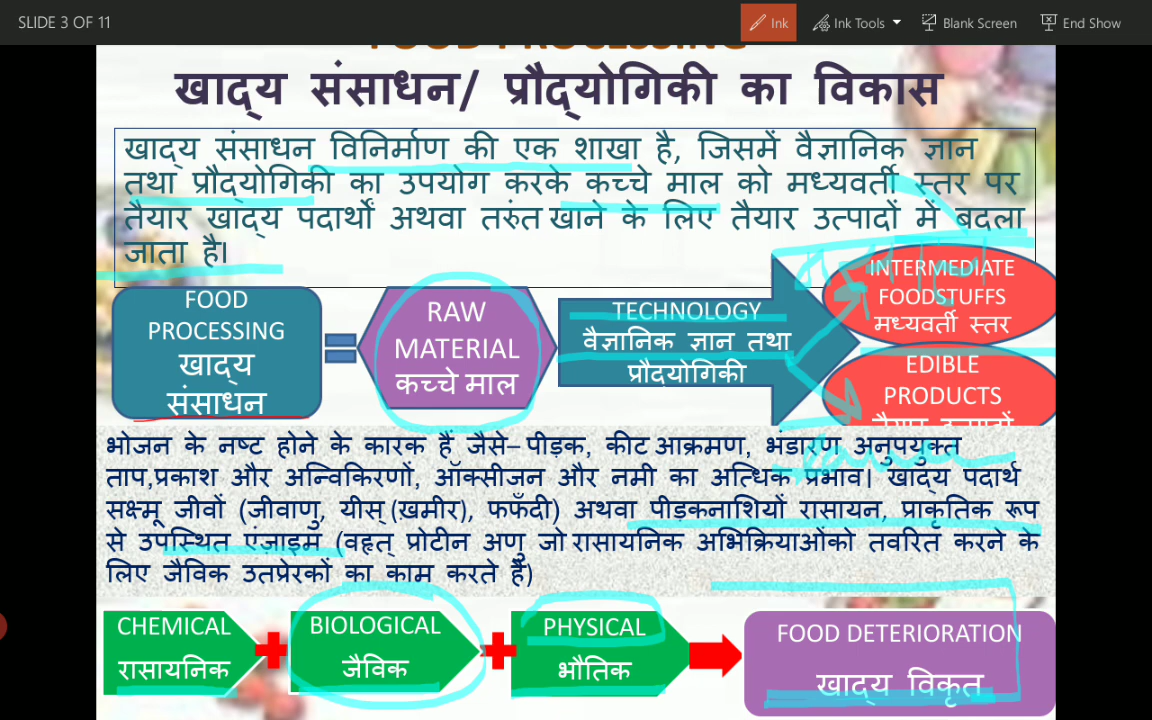 SLIDE 3 OF 11
Ink
Ink Tools
Blank Screen
End Show
FOOD PROCESSING
खाद्य संसाधन/ प्रौद्योगिकी का विकास
खाद्य संसाधन विनिर्माण की एक शाखा है, जिसमें वैज्ञानिक ज्ञान
तथा प्रौद्योगिकी का उपयोग करके कच्चे माल को मध्यवर्ती स्तर पर
तैयार खाद्य पदार्थों अथवा तरुंत खाने के लिए तैयार उत्पादों में बदला
जाता है।
FOOD
PROCESSING
खाद्य
संसाधन
RAW
MATERIAL
कच्चे माल
TECHNOLOGY
वैज्ञानिक ज्ञान तथा
प्रौद्योगिकी
INTERMEDIATE
FOODSTUFFS
मध्यवर्ती स्तर
EDIBLE
PRODUCTS
भोजन के नष्ट होने के कारक हैं जैसे– पीड़क, कीट आक्रमण, भंडारण अनुपयुक्त
ताप,प्रकाश और अन्विकिरणों, ऑक्सीजन और नमी का अत्धिक प्रभाव। खाद्य पदार्थ
सक्ष्मू जीवों (जीवाणु, यीस् (ख़मीर), फफँदी) अथवा पीड़कनाशियों रासायन, प्राकृतिक रूप
से उपस्थित एंज़ाइम (वहृत् प्रोटीन अणु जो रासायनिक अभिक्रियाओंको तवरित करने के
लिए जैविक उतप्रेरकों का काम करते हैं)
CHEMICAL
रासायनिक
BIOLOGICAL
जैविक
PHYSICAL
भौतिक
FOOD DETERIORATION
खाद्य विकृत